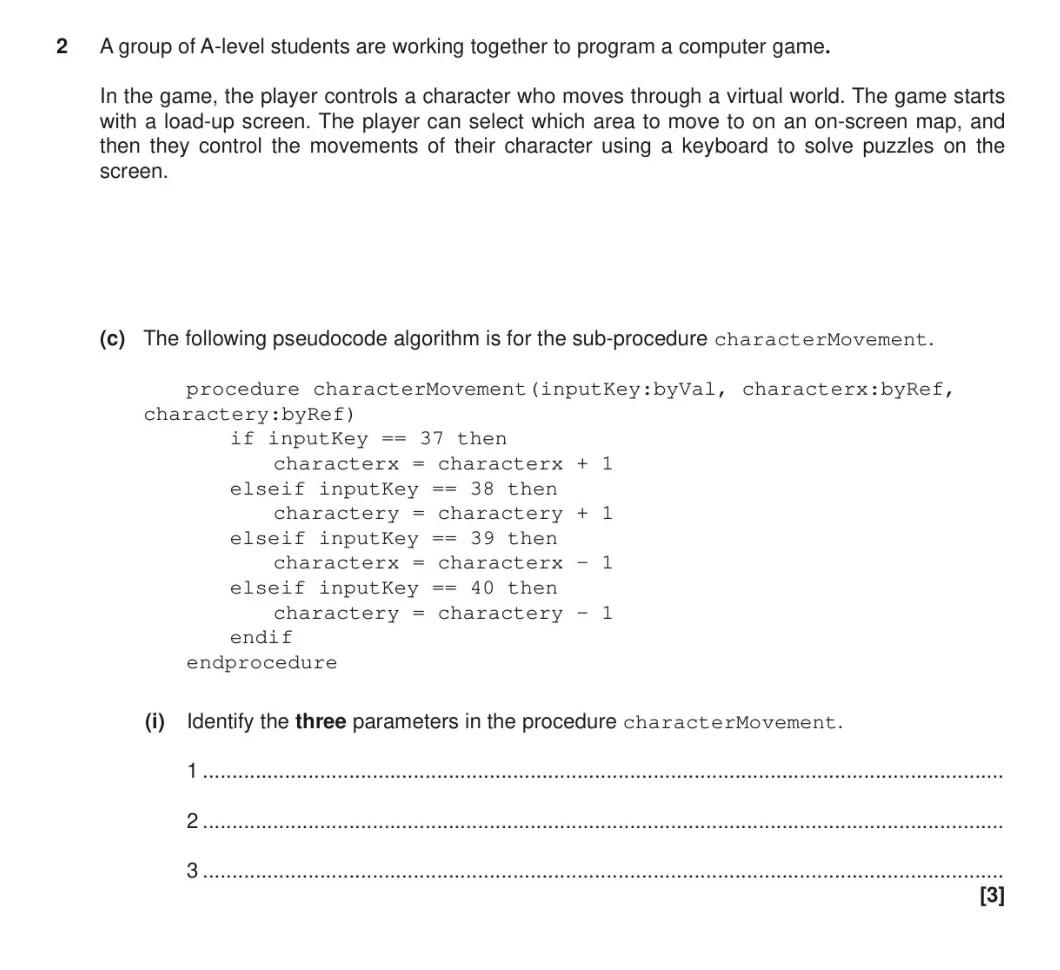 2 A group of A-level students are working together to program a computer game.
In the game, the player controls a character who moves through a virtual world. The game starts
with a load-up screen. The player can select which area to move to on an on-screen map, and
then they control the movements of their character using a keyboard to solve puzzles on the
screen.
(c) The following pseudocode algorithm is for the sub-procedure characterMovement.
procedure characterMovement(inputKey:byVal, characterx:byRef,
charactery:byRef)
if inputKey == 37 then
characterx = characterx + 1
elseif inputKey == 38 then
charactery = charactery + 1
elseif inputKey == 39 then
characterx = characterx - 1
elseif inputKey == 40 then
charactery = charactery - 1
endif
endprocedure
(i) Identify the three parameters in the procedure characterMovement.
1 ..........................................................................................................................................
2 ..........................................................................................................................................
3 ..........................................................................................................................................
[3]